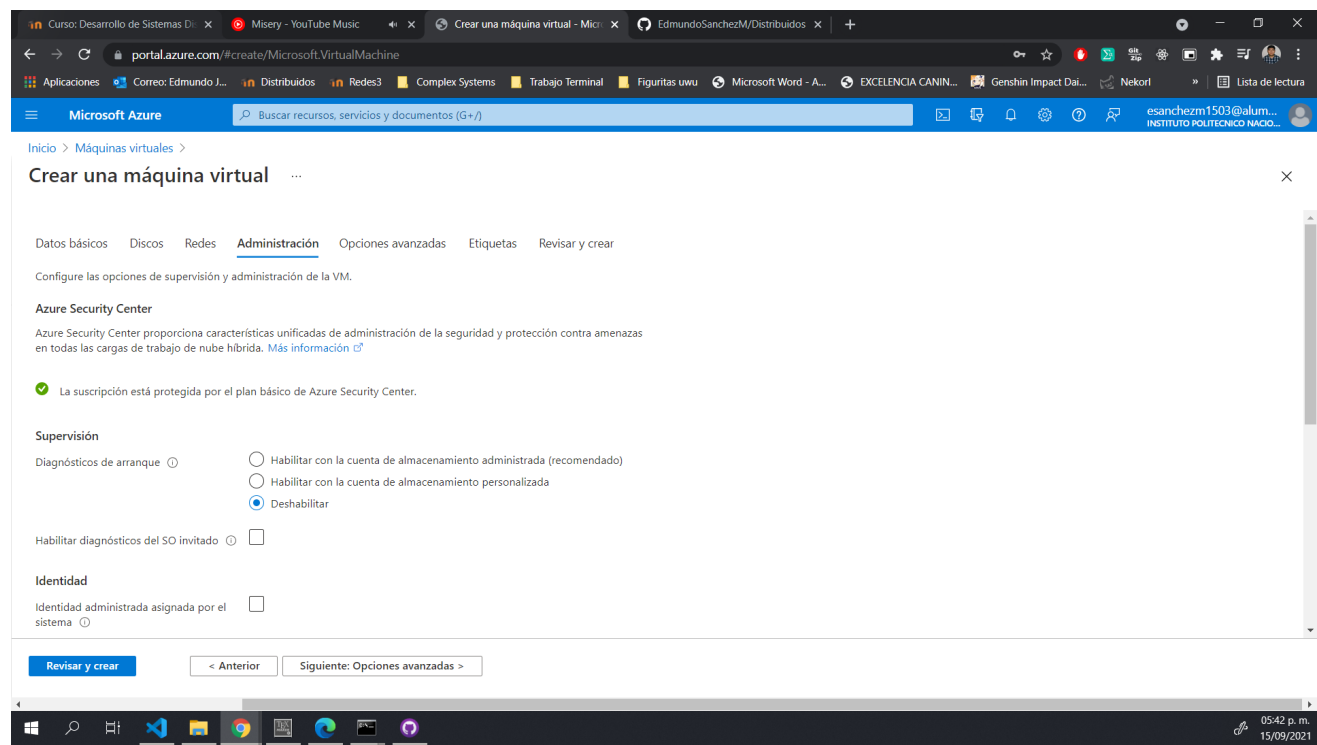 Curso: Desarrollo de Sistemas Di
Misery - YouTube Music
Crear una máquina virtual - Micr
EdmundoSanchezM/Distribuidos
portal.azure.com/#create/Microsoft.VirtualMachine
Aplicaciones
Correo: Edmundo J...
Distribuidos
Redes3
Complex Systems
Trabajo Terminal
Figuritas uwu
Microsoft Word - A...
EXCELENCIA CANIN...
Genshin Impact Dai...
Nekorl
»
Lista de lectura
Microsoft Azure
Buscar recursos, servicios y documentos (G+/)
esanchezm1503@alum...
INSTITUTO POLITECNICO NACIO...
Inicio > Máquinas virtuales >
Crear una máquina virtual ...
Datos básicos Discos Redes Administración Opciones avanzadas Etiquetas Revisar y crear
Configure las opciones de supervisión y administración de la VM.
Azure Security Center
Azure Security Center proporciona características unificadas de administración de la seguridad y protección contra amenazas
en todas las cargas de trabajo de nube híbrida. Más información
La suscripción está protegida por el plan básico de Azure Security Center.
Supervisión
Diagnósticos de arranque
Habilitar con la cuenta de almacenamiento administrada (recomendado)
Habilitar con la cuenta de almacenamiento personalizada
Deshabilitar
Habilitar diagnósticos del SO invitado
Identidad
Identidad administrada asignada por el
sistema
Revisar y crear
< Anterior
Siguiente: Opciones avanzadas >
05:42 p. m.
15/09/2021